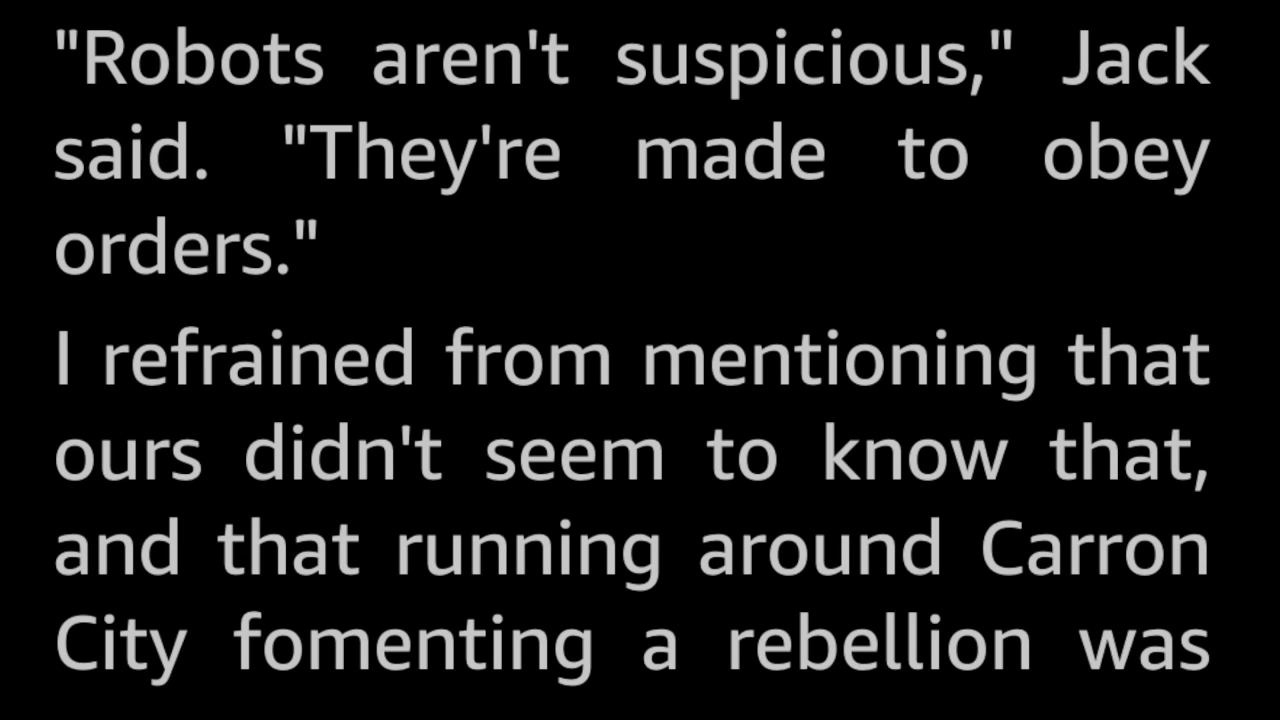 "Robots aren't suspicious," Jack
said. "They're made to obey
orders."
I refrained from mentioning that
ours didn't seem to know that,
and that running around Carron
City fomenting a rebellion was